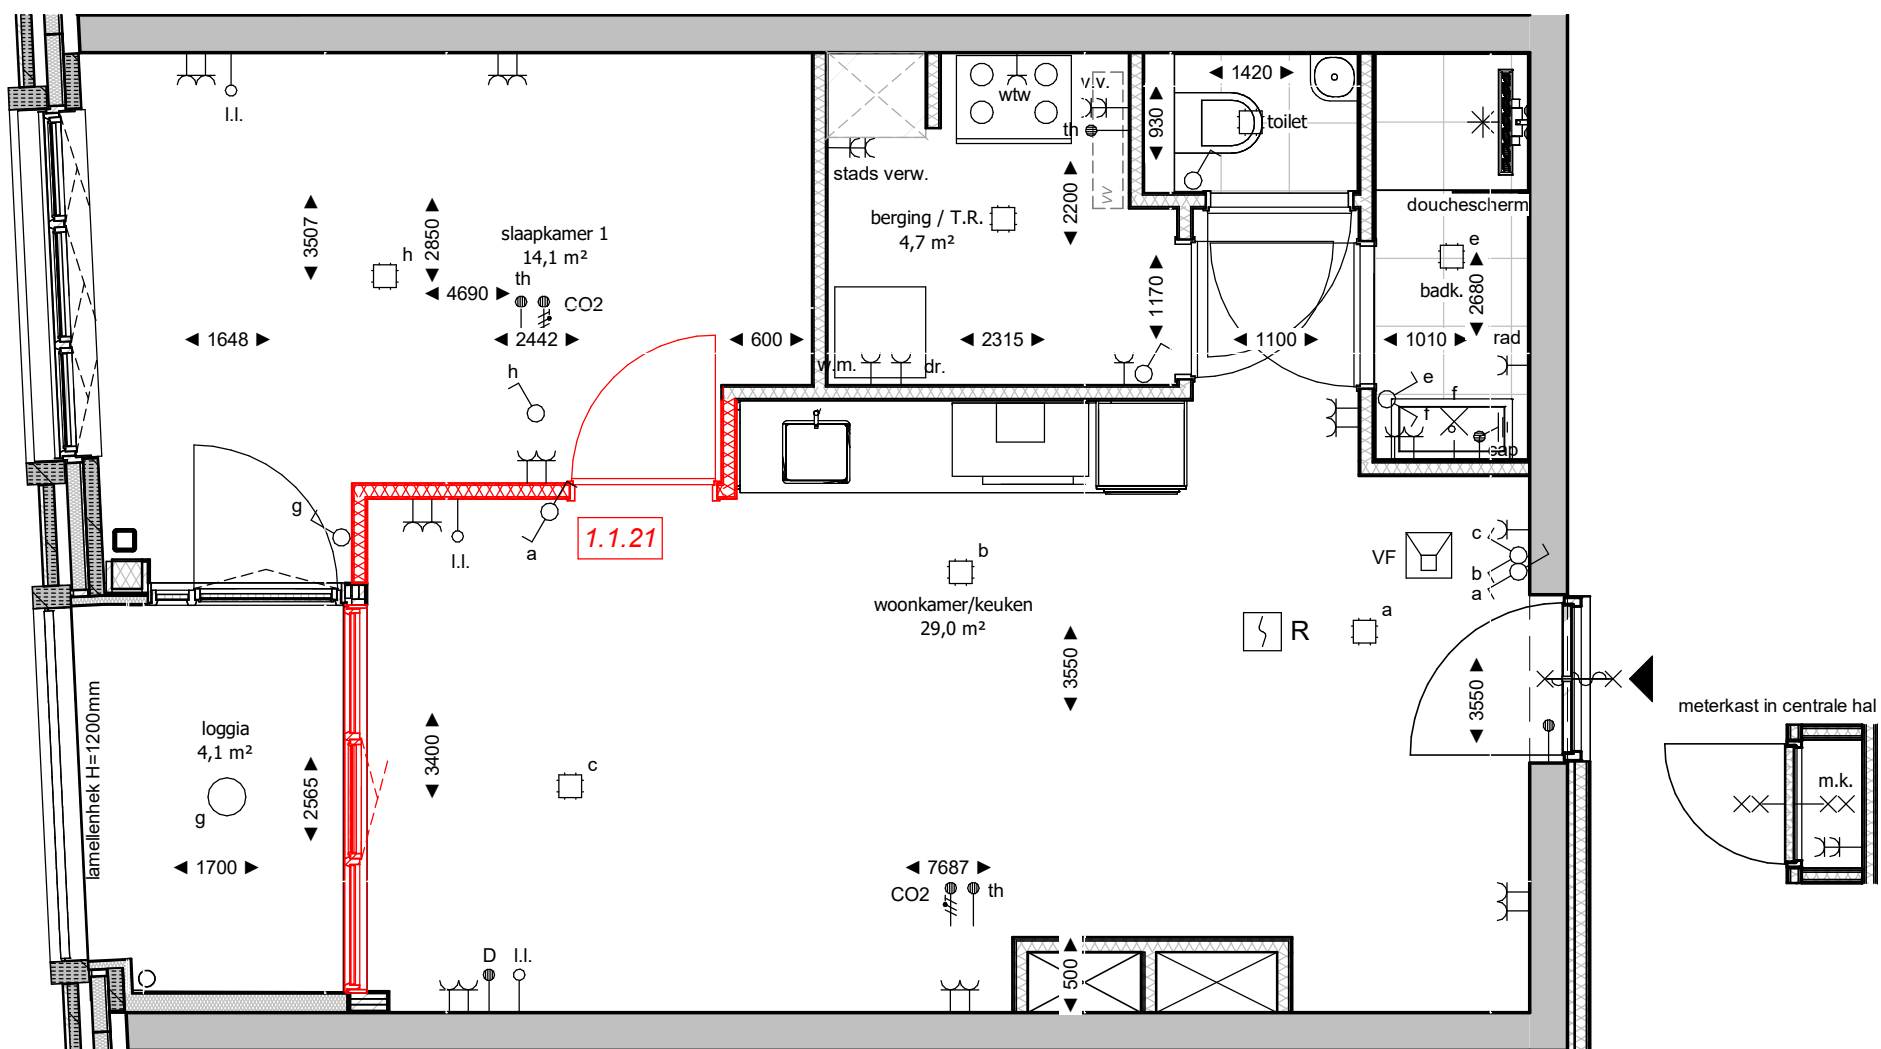 1420
l.l.
wtw
v.v.
th
930
toilet
stads verw.
vv
2200
douchescherm
3507
2850
h
slaapkamer 1
14,1 m²
berging / T.R.
4,7 m²
e
th
4690
CO2
1170
badk.
2680
1648
2442
600
2315
1100
1010
rad
w.m.
dr.
h
e
f
f
cap
g
l.l.
a
1.1.21
b
VF
c
b
a
woonkamer/keuken
29,0 m²
R
a
3550
3550
meterkast in centrale hal
lamellenhek H=1200mm
loggia
4,1 m²
3400
c
2565
g
m.k.
1700
7687
CO2
th
D
l.l.
500